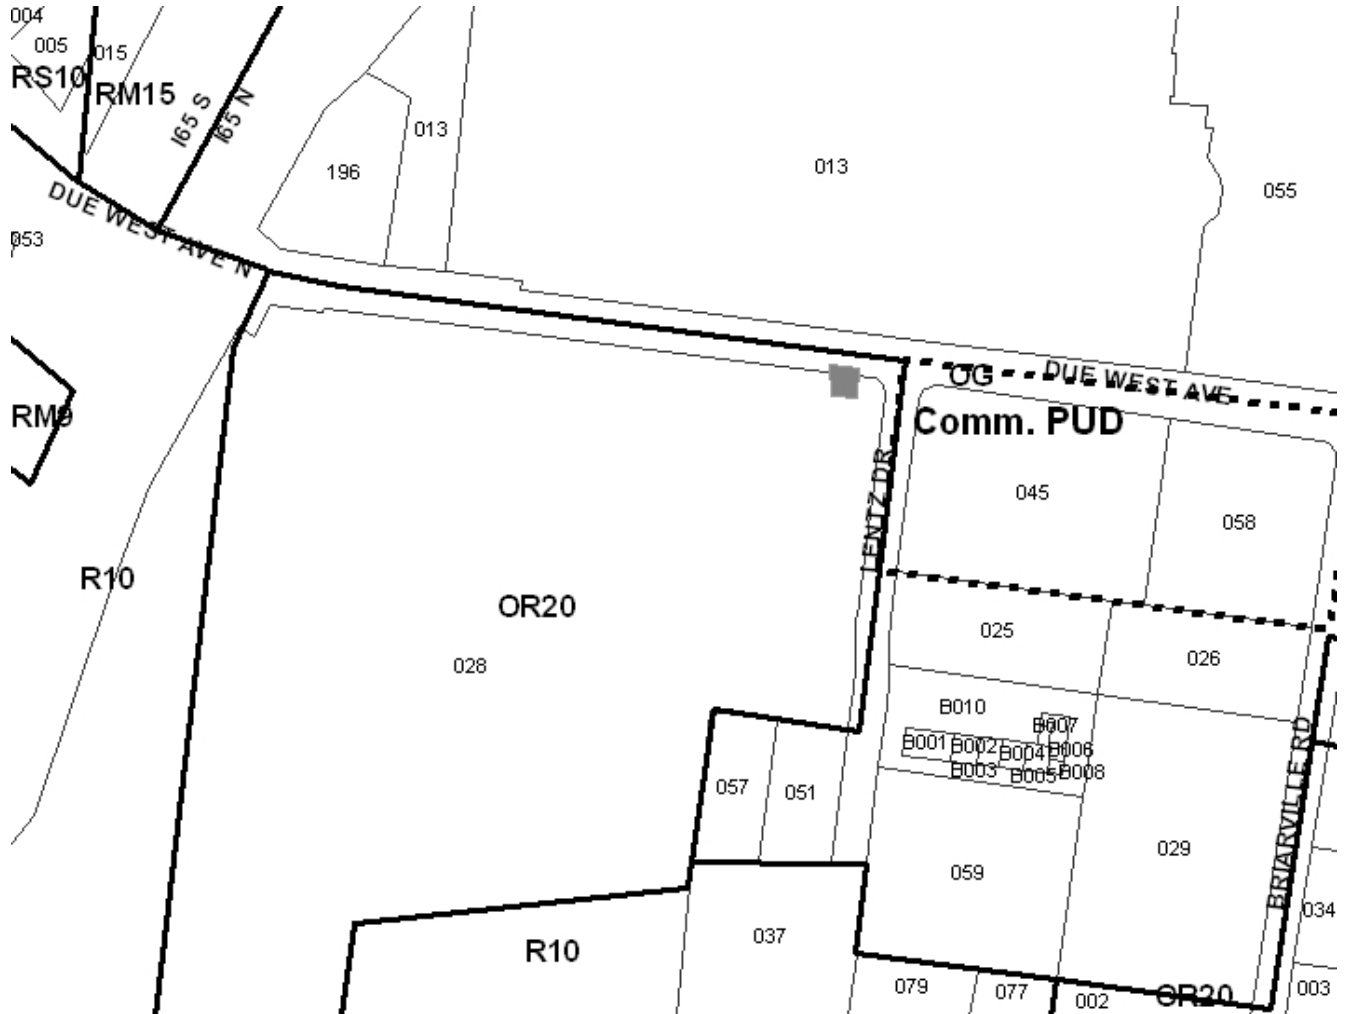 004
005
015
RS10
RM15
I65 S
I65 N
013
196
013
055
DUE WEST AVE N
053
OG
DUE WEST AVE
RM9
Comm. PUD
LENTZ DR
045
058
R10
OR20
025
026
028
B010
B007
B001
B002
B004
B006
B003
B005
B008
057
051
BRIARVILLE RD
029
059
034
037
R10
079
077
002
OR20
003